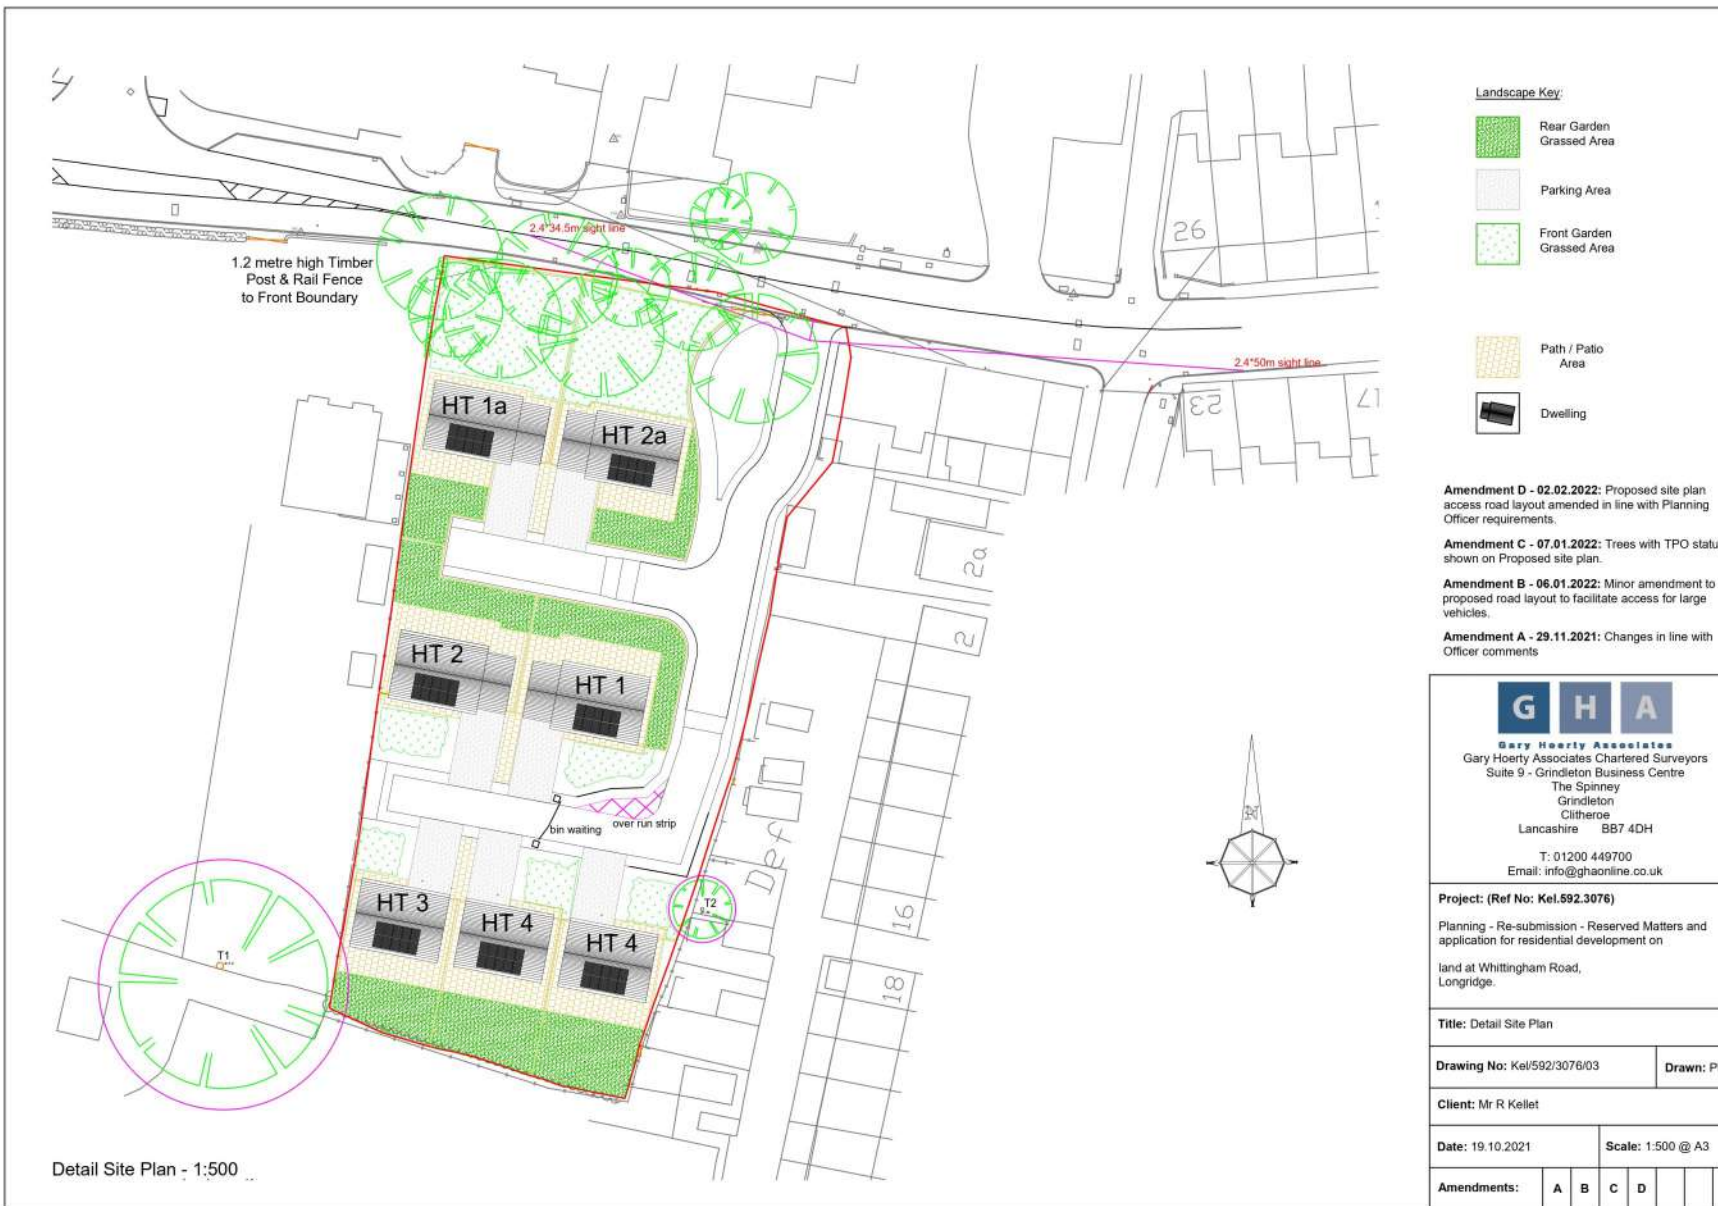 Landscape Key:
Rear Garden
Grassed Area
Parking Area
Front Garden
Grassed Area
Path / Patio
Area
Dwelling
2.4*34.5m sight line
1.2 metre high Timber
Post & Rail Fence
to Front Boundary
26
2.4*50m sight line
23
17
HT 1a
HT 2a
2a
2
HT 2
HT 1
bin waiting
over run strip
Def
HT 3
HT 4
HT 4
T2
T1
16
18
N
Detail Site Plan - 1:500
Amendment D - 02.02.2022: Proposed site plan
access road layout amended in line with Planning
Officer requirements.
Amendment C - 07.01.2022: Trees with TPO statu
shown on Proposed site plan.
Amendment B - 06.01.2022: Minor amendment to
proposed road layout to facilitate access for large
vehicles.
Amendment A - 29.11.2021: Changes in line with
Officer comments
G H A
Gary Hoerty Associates
Gary Hoerty Associates Chartered Surveyors
Suite 9 - Grindleton Business Centre
The Spinney
Grindleton
Clitheroe
Lancashire BB7 4DH
T: 01200 449700
Email: info@ghaonline.co.uk
Project: (Ref No: Kel.592.3076)
Planning - Re-submission - Reserved Matters and
application for residential development on
land at Whittingham Road,
Longridge.
Title: Detail Site Plan
Drawing No: Kel/592/3076/03
Drawn: P
Client: Mr R Kellet
Date: 19.10.2021
Scale: 1:500 @ A3
Amendments: A B C D